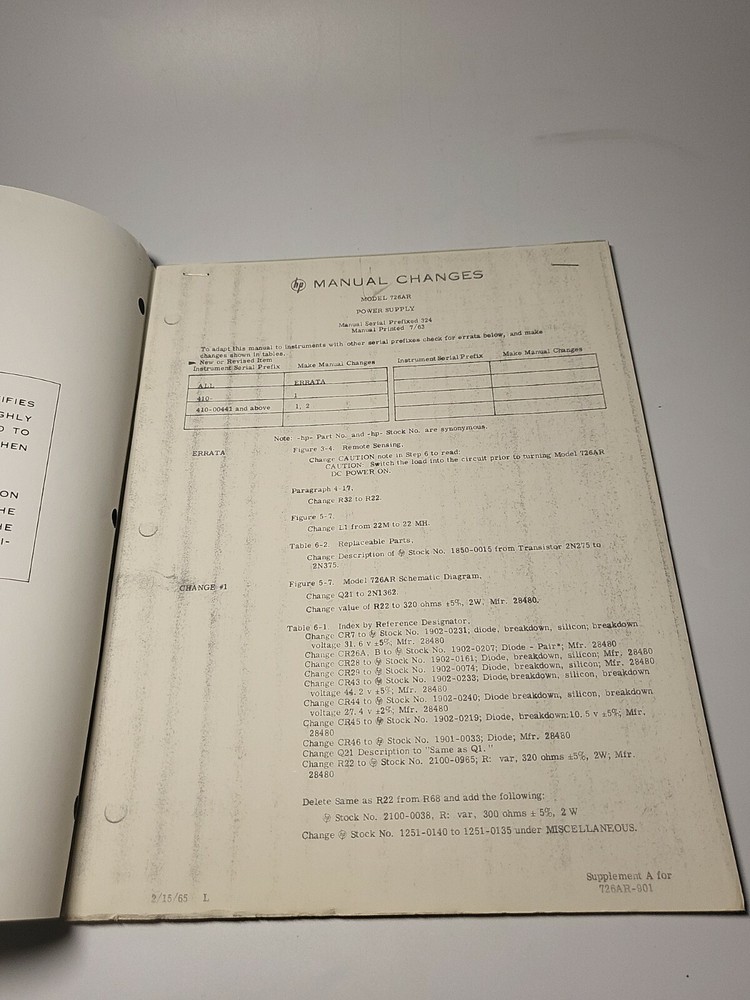 IFIES
GHLY
D TO
HEN
ON
HE
HE
I-
hp MANUAL CHANGES
MODEL 726AR
POWER SUPPLY
Manual Serial Prefixed 324
Manual Printed 7/63
To adapt this manual to instruments with other serial prefixes check for errata below, and make
changes shown in tables.
► New or Revised Item
Instrument Serial Prefix Make Manual Changes Instrument Serial Prefix Make Manual Changes
ALL ERRATA
410- 1
410-00441 and above 1, 2
Note: -hp- Part No. and -hp- Stock No. are synonymous.
ERRATA Figure 3-4. Remote Sensing.
Change CAUTION note in Step 6 to read:
CAUTION: Switch the load into the circuit prior to turning Model 726AR
DC POWER ON.
Paragraph 4-17.
Change R32 to R22.
Figure 5-7.
Change L1 from 22M to 22 MH.
Table 6-2. Replaceable Parts.
Change Description of hp Stock No. 1850-0015 from Transistor 2N275 to
2N375.
CHANGE #1 Figure 5-7. Model 726AR Schematic Diagram.
Change Q21 to 2N1362.
Change value of R22 to 320 ohms ±5%, 2W, Mfr. 28480.
Table 6-1. Index by Reference Designator.
Change CR7 to hp Stock No. 1902-0231; diode, breakdown, silicon; breakdown
voltage 31.6 v ±5%; Mfr. 28480
Change CR26A, B to hp Stock No. 1902-0207; Diode - Pair*; Mfr. 28480
Change CR28 to hp Stock No. 1902-0161; Diode, breakdown, silicon; Mfr, 28480
Change CR29 to hp Stock No. 1902-0074; Diode, breakdown, silicon; Mfr. 28480
Change CR43 to hp Stock No. 1902-0233; Diode, breakdown, silicon, breakdown
voltage 44.2 v ±5%; Mfr. 28480
Change CR44 to hp Stock No. 1902-0240; Diode breakdown, silicon, breakdown
voltage 27.4 v ±2%; Mfr. 28480
Change CR45 to hp Stock No. 1902-0219; Diode, breakdown:10.5 v ±5%; Mfr.
28480
Change CR46 to hp Stock No. 1901-0033; Diode; Mfr. 28480
Change Q21 Description to "Same as Q1."
Change R22 to hp Stock No. 2100-0965; R: var, 320 ohms ±5%, 2W; Mfr.
28480
Delete Same as R22 from R68 and add the following:
hp Stock No. 2100-0038, R: var, 300 ohms ± 5%, 2 W
Change hp Stock No. 1251-0140 to 1251-0135 under MISCELLANEOUS.
2/15/65 L
Supplement A for
726AR-901